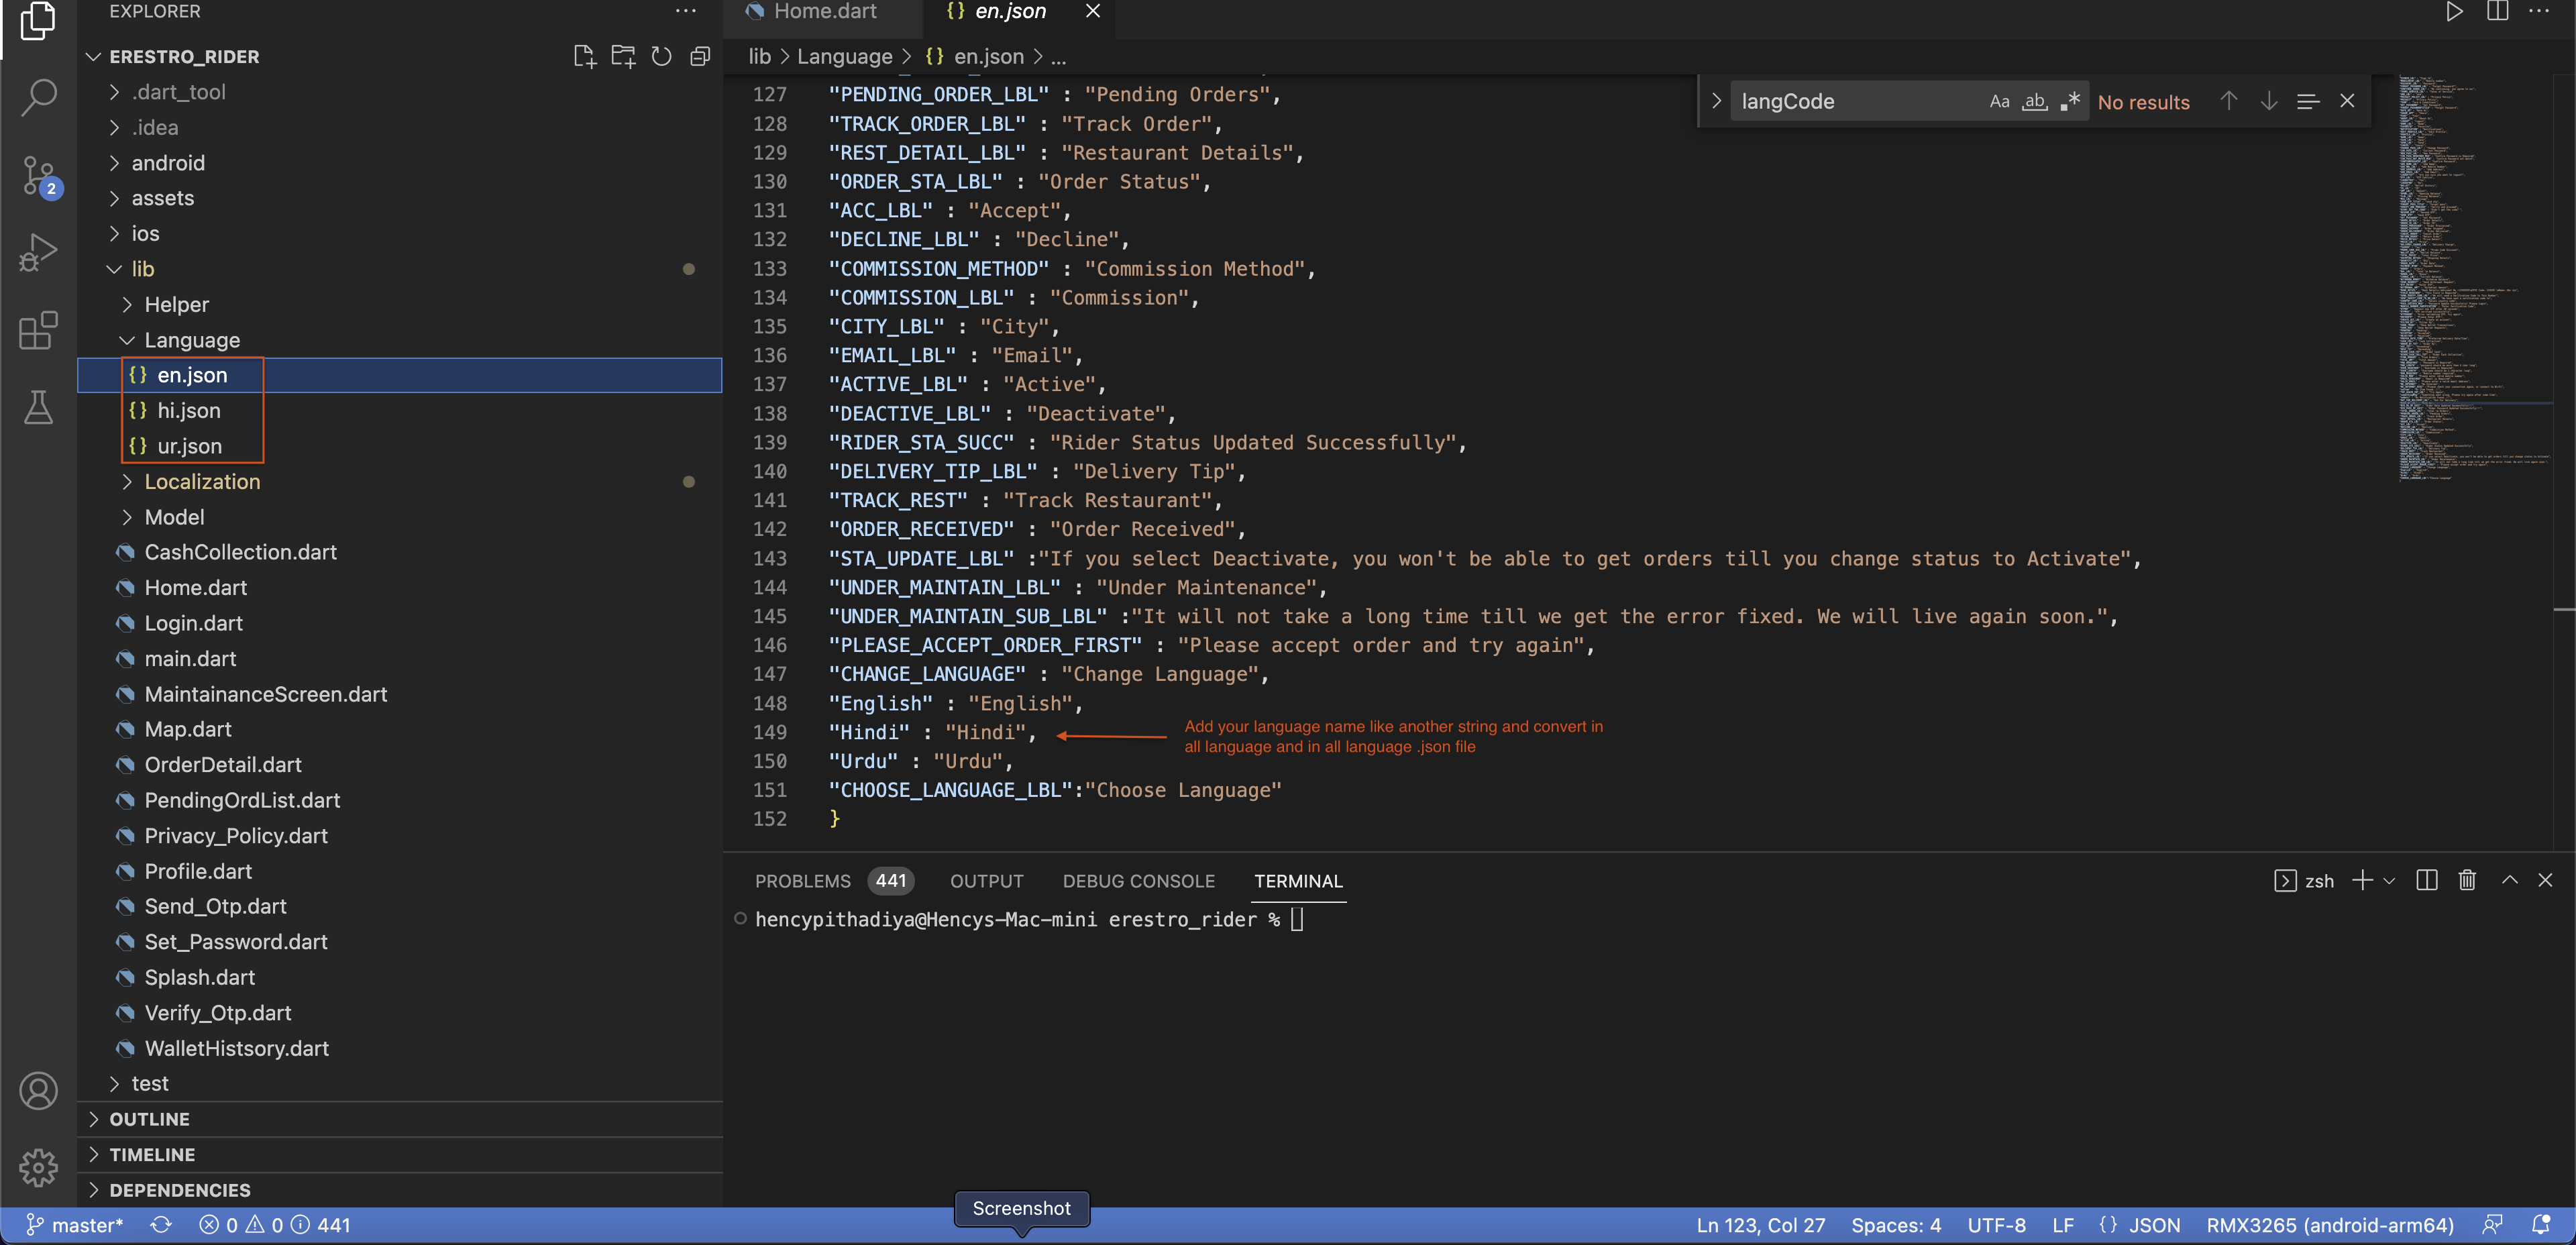 EXPLORER
ERESTRO_RIDER
.dart_tool
.idea
android
assets
ios
lib
Helper
Language
{} en.json
{} hi.json
{} ur.json
Localization
Model
CashCollection.dart
Home.dart
Login.dart
main.dart
MaintainanceScreen.dart
Map.dart
OrderDetail.dart
PendingOrdList.dart
Privacy_Policy.dart
Profile.dart
Send_Otp.dart
Set_Password.dart
Splash.dart
Verify_Otp.dart
WalletHistsory.dart
test
OUTLINE
TIMELINE
DEPENDENCIES
2
Home.dart
{} en.json
lib > Language > {} en.json > ...
langCode Aa ab .* No results
127 "PENDING_ORDER_LBL" : "Pending Orders",
128 "TRACK_ORDER_LBL" : "Track Order",
129 "REST_DETAIL_LBL" : "Restaurant Details",
130 "ORDER_STA_LBL" : "Order Status",
131 "ACC_LBL" : "Accept",
132 "DECLINE_LBL" : "Decline",
133 "COMMISSION_METHOD" : "Commission Method",
134 "COMMISSION_LBL" : "Commission",
135 "CITY_LBL" : "City",
136 "EMAIL_LBL" : "Email",
137 "ACTIVE_LBL" : "Active",
138 "DEACTIVE_LBL" : "Deactivate",
139 "RIDER_STA_SUCC" : "Rider Status Updated Successfully",
140 "DELIVERY_TIP_LBL" : "Delivery Tip",
141 "TRACK_REST" : "Track Restaurant",
142 "ORDER_RECEIVED" : "Order Received",
143 "STA_UPDATE_LBL" :"If you select Deactivate, you won't be able to get orders till you change status to Activate",
144 "UNDER_MAINTAIN_LBL" : "Under Maintenance",
145 "UNDER_MAINTAIN_SUB_LBL" :"It will not take a long time till we get the error fixed. We will live again soon.",
146 "PLEASE_ACCEPT_ORDER_FIRST" : "Please accept order and try again",
147 "CHANGE_LANGUAGE" : "Change Language",
148 "English" : "English",
149 "Hindi" : "Hindi",
150 "Urdu" : "Urdu",
151 "CHOOSE_LANGUAGE_LBL":"Choose Language"
152 }
Add your language name like another string and convert in
all language and in all language .json file
PROBLEMS 441 OUTPUT DEBUG CONSOLE TERMINAL zsh
hencypithadiya@Hencys-Mac-mini erestro_rider %
Screenshot
master* 0 0 441 Ln 123, Col 27 Spaces: 4 UTF-8 LF {} JSON RMX3265 (android-arm64)